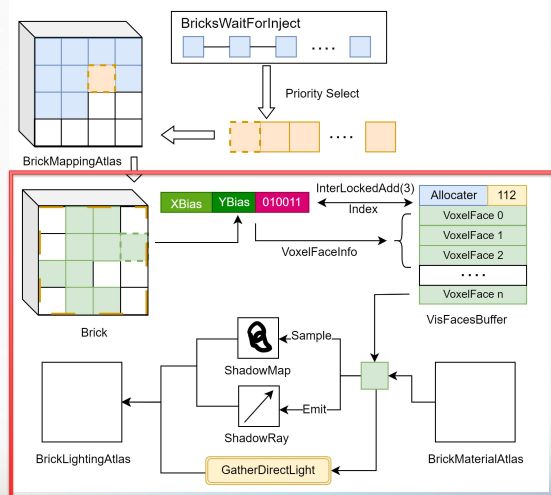 BricksWaitForInject
....
Priority Select
....
BrickMappingAtlas
XBias YBias 010011
InterLockedAdd(3)
Index
Allocater 112
VoxelFace 0
VoxelFace 1
VoxelFace 2
....
VoxelFace n
VoxelFaceInfo
VisFacesBuffer
Brick
Sample
ShadowMap
Emit
ShadowRay
BrickLightingAtlas
GatherDirectLight
BrickMaterialAtlas